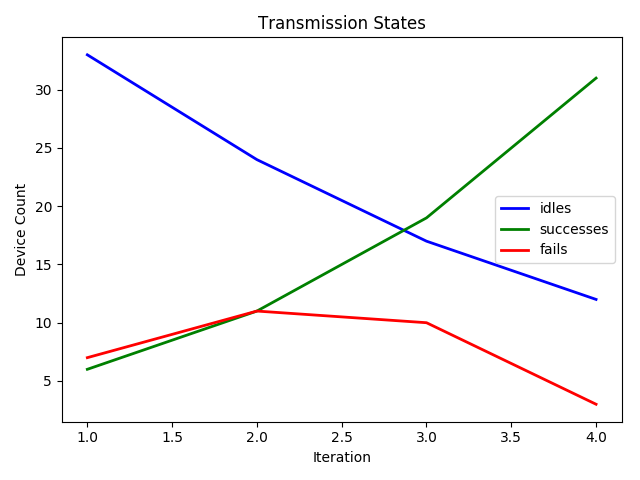 Transmission States
Device Count
30
25
20
15
10
5
idles
successes
fails
1.0 1.5 2.0 2.5 3.0 3.5 4.0
Iteration